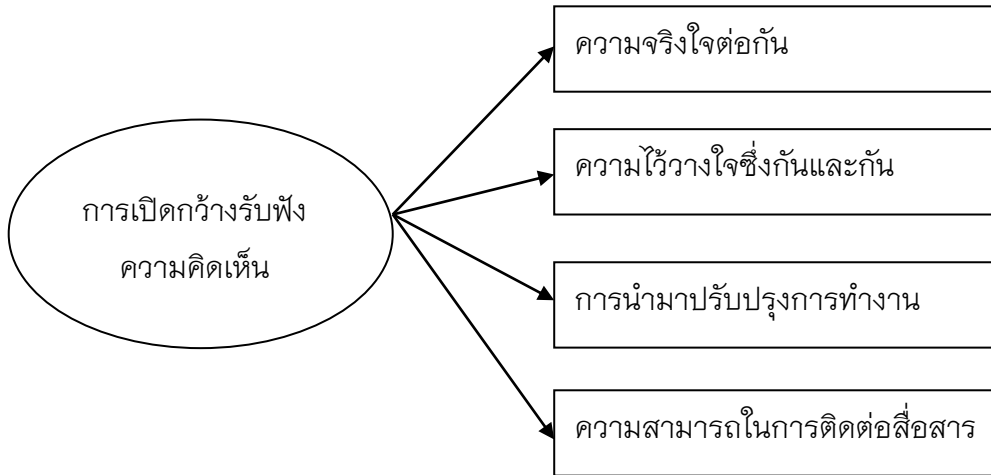 การเปิดกว้างรับฟัง
ความคิดเห็น
ความจริงใจต่อกัน
ความไว้วางใจซึ่งกันและกัน
การนำมาปรับปรุงการทำงาน
ความสามารถในการติดต่อสื่อสาร